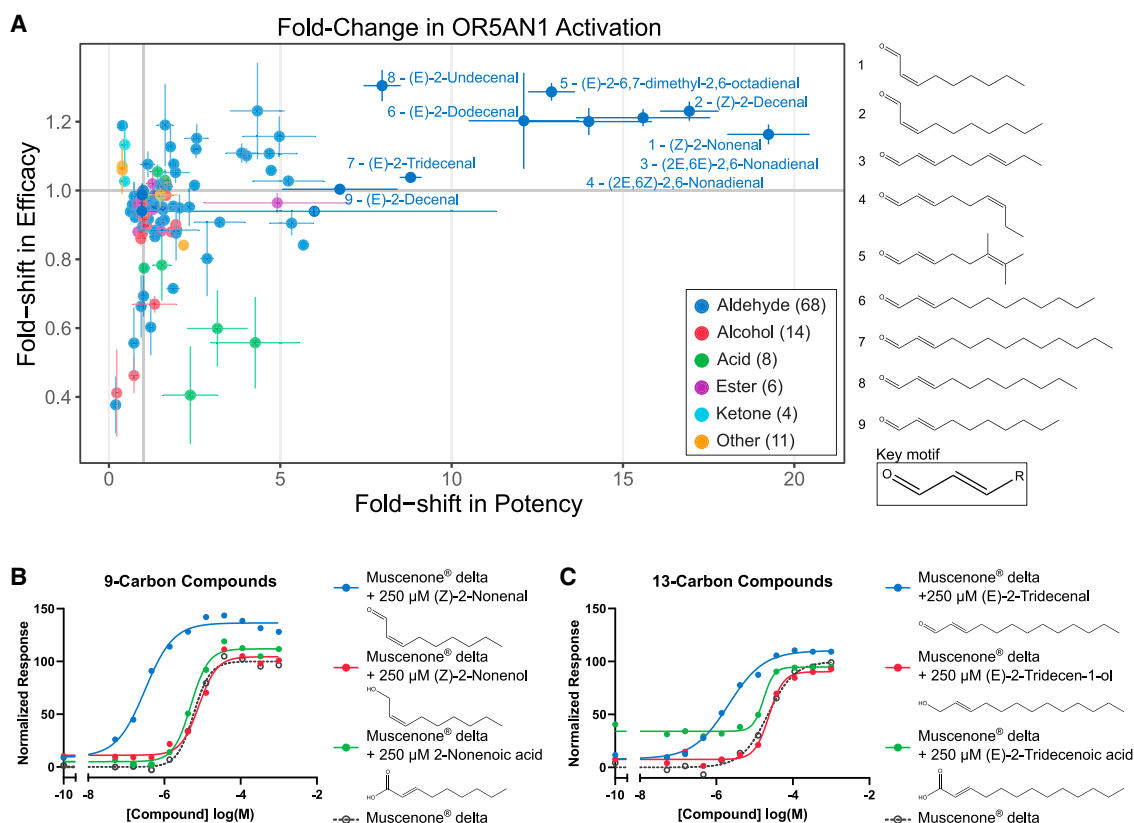 A
Fold-Change in OR5AN1 Activation
Fold-shift in Efficacy
1.2
1.0
0.8
0.6
0.4
0
5
10
15
20
Fold-shift in Potency
8 - (E)-2-Undecenal
5 - (E)-2-6,7-dimethyl-2,6-octadienal
6 - (E)-2-Dodecenal
2 - (Z)-2-Decenal
1 - (Z)-2-Nonenal
7 - (E)-2-Tridecenal
3 - (2E,6E)-2,6-Nonadienal
4 - (2E,6Z)-2,6-Nonadienal
9 - (E)-2-Decenal
Aldehyde (68)
Alcohol (14)
Acid (8)
Ester (6)
Ketone (4)
Other (11)
1
O
2
O
3
O
4
O
5
O
6
O
7
O
8
O
9
O
Key motif
O
R
B
9-Carbon Compounds
Normalized Response
150
100
50
0
-10
-8
-6
-4
-2
[Compound] log(M)
Muscenone® delta
+ 250 µM (Z)-2-Nonenal
O
Muscenone® delta
+ 250 µM (Z)-2-Nonenol
HO
Muscenone® delta
+ 250 µM 2-Nonenoic acid
O
HO
Muscenone® delta
C
13-Carbon Compounds
Normalized Response
150
100
50
0
-10
-8
-6
-4
-2
[Compound] log(M)
Muscenone® delta
+250 µM (E)-2-Tridecenal
O
Muscenone® delta
+ 250 µM (E)-2-Tridecen-1-ol
HO
Muscenone® delta
+ 250 µM (E)-2-Tridecenoic acid
O
HO
Muscenone® delta